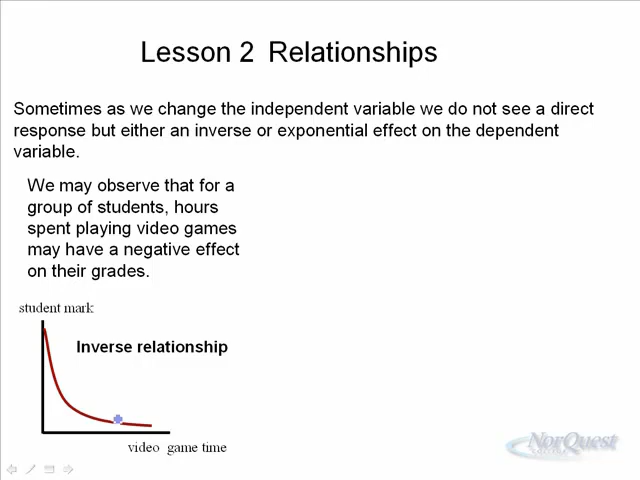 Lesson 2 Relationships
Sometimes as we change the independent variable we do not see a direct
response but either an inverse or exponential effect on the dependent
variable.
We may observe that for a
group of students, hours
spent playing video games
may have a negative effect
on their grades.
student mark
Inverse relationship
video game time
NorQuest
COLLEGE